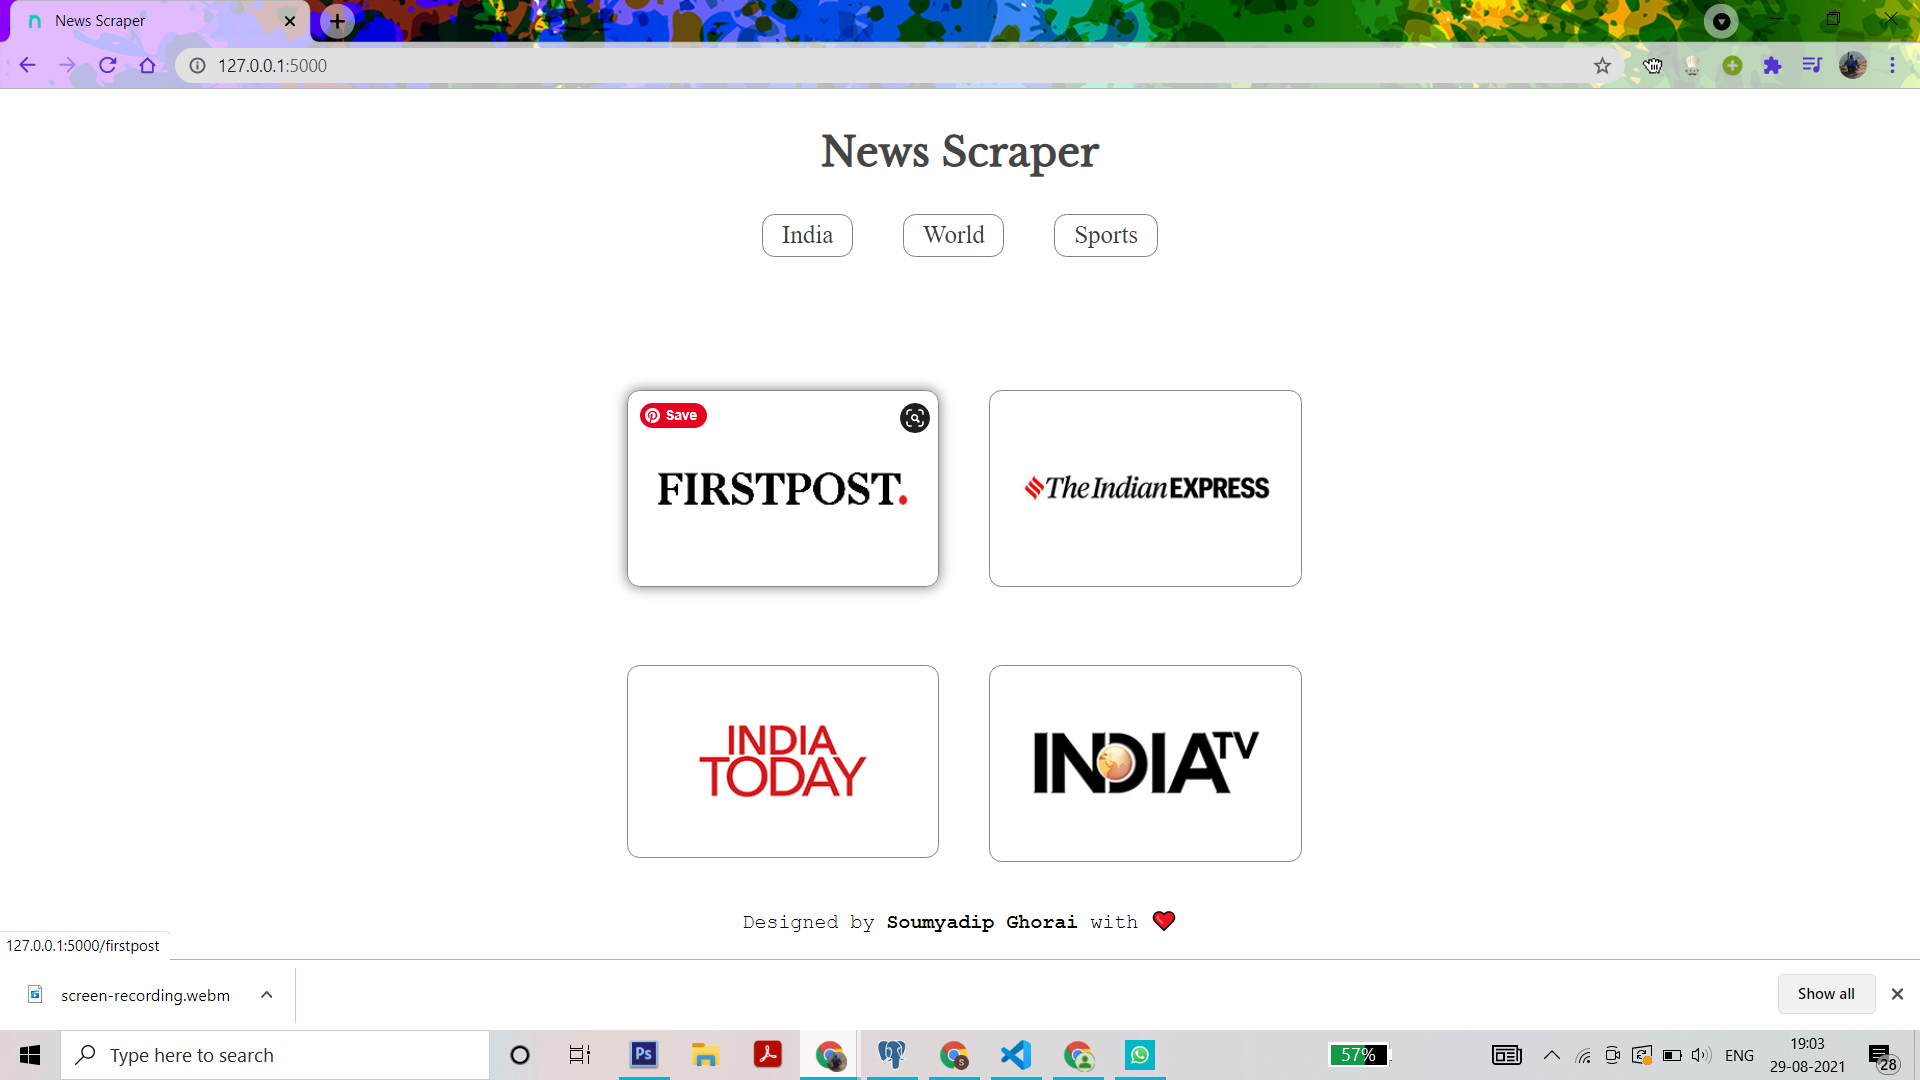 News Scraper
127.0.0.1:5000
News Scraper
India World Sports
Save
FIRSTPOST.
The Indian EXPRESS
INDIA
TODAY
INDIA TV
Designed by Soumyadip Ghorai with
127.0.0.1:5000/firstpost
screen-recording.webm
Show all
Type here to search
Ps
S
57%
ENG
19:03
29-08-2021
28